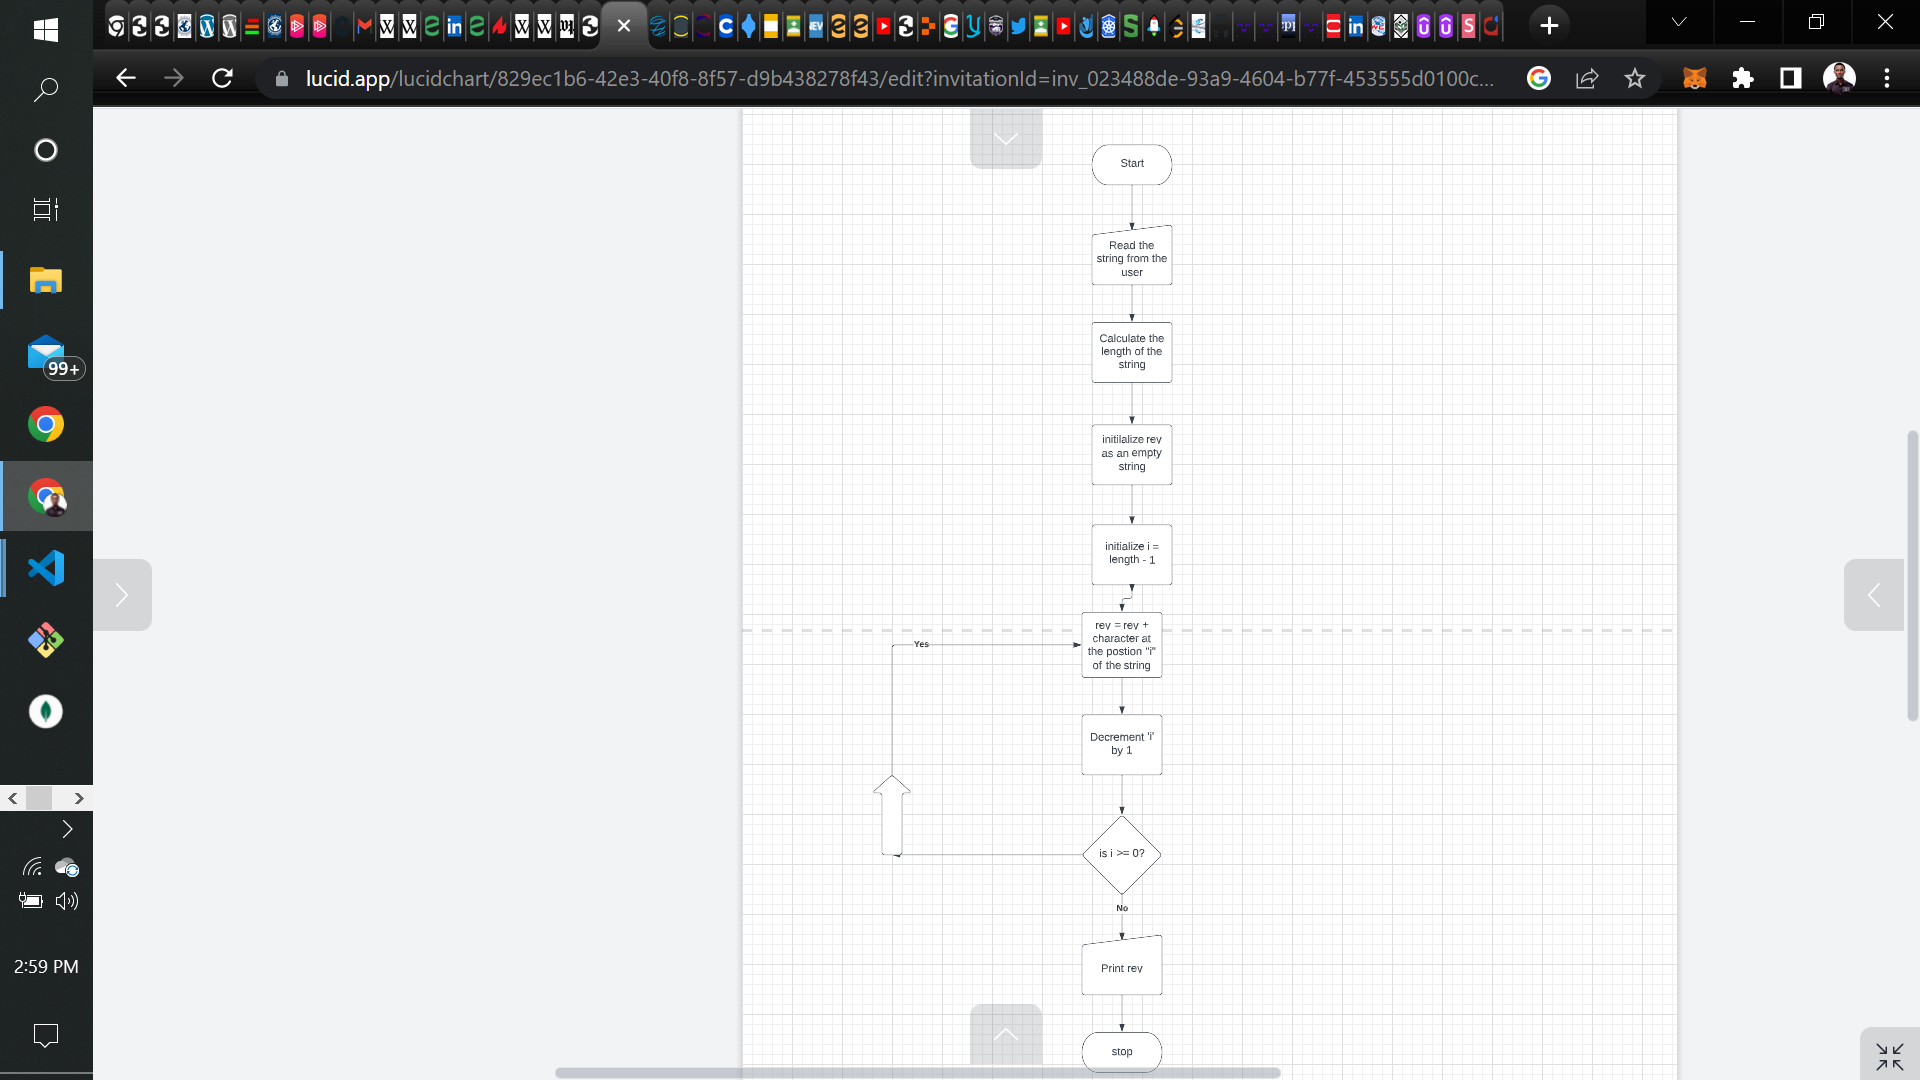 lucid.app/lucidchart/829ec1b6-42e3-40f8-8f57-d9b438278f43/edit?invitationId=inv_023488de-93a9-4604-b77f-453555d0100c...
Start
Read the
string from the
user
Calculate the
length of the
string
initilalize rev
as an empty
string
initialize i =
length - 1
rev = rev +
character at
the postion "i"
of the string
Yes
Decrement 'i'
by 1
is i >= 0?
No
Print rev
stop
99+
2:59 PM